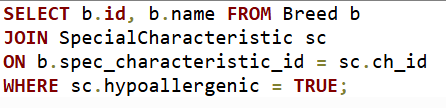 SELECT b.id, b.name FROM Breed b
JOIN SpecialCharacteristic sc
ON b.spec_characteristic_id = sc.ch_id
WHERE sc.hypoallergenic = TRUE;